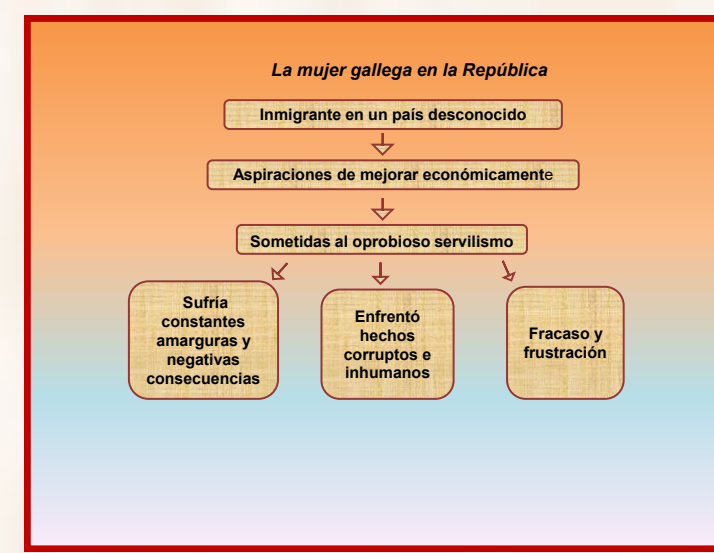 La mujer gallega en la República
Inmigrante en un país desconocido
Aspiraciones de mejorar económicamente
Sometidas al oprobioso servilismo
Sufría
constantes
amarguras y
negativas
consecuencias
Enfrentó
hechos
corruptos e
inhumanos
Fracaso y
frustración